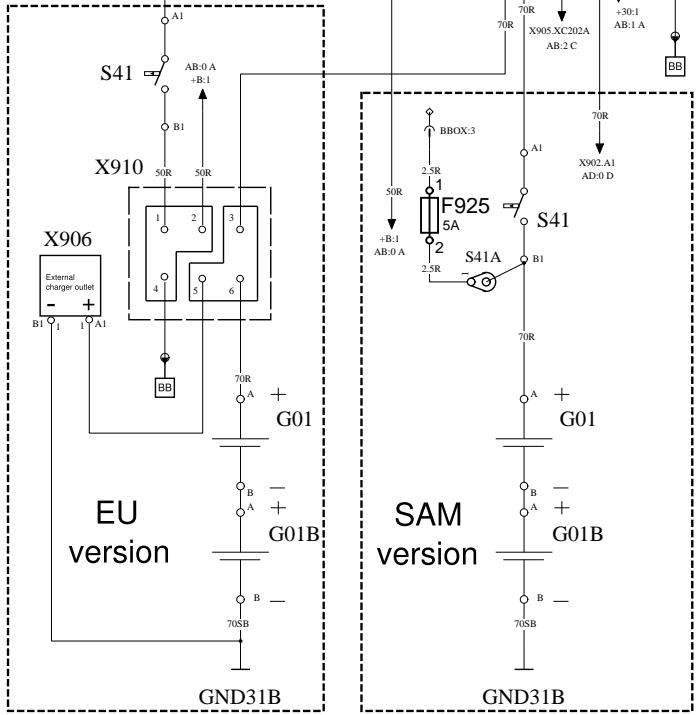 A1
S41
AB:0 A
+B:1
B1
50R
50R
X910
1
2
3
4
5
6
X906
External
charger outlet
- +
B1 1
1 A1
BB
70R
A
+
G01
B
−
A
+
G01B
B
−
70SB
GND31B
EU
version
70R
70R
X905.XC202A
AB:2 C
+30:1
AB:1 A
BB
70R
X902.A1
AD:0 D
50R
+B:1
AB:0 A
BBOX:3
2.5R
1
F925
5A
2
2.5R
A1
S41
S41A
B1
70R
A
+
G01
B
−
A
+
G01B
B
−
70SB
GND31B
SAM
version